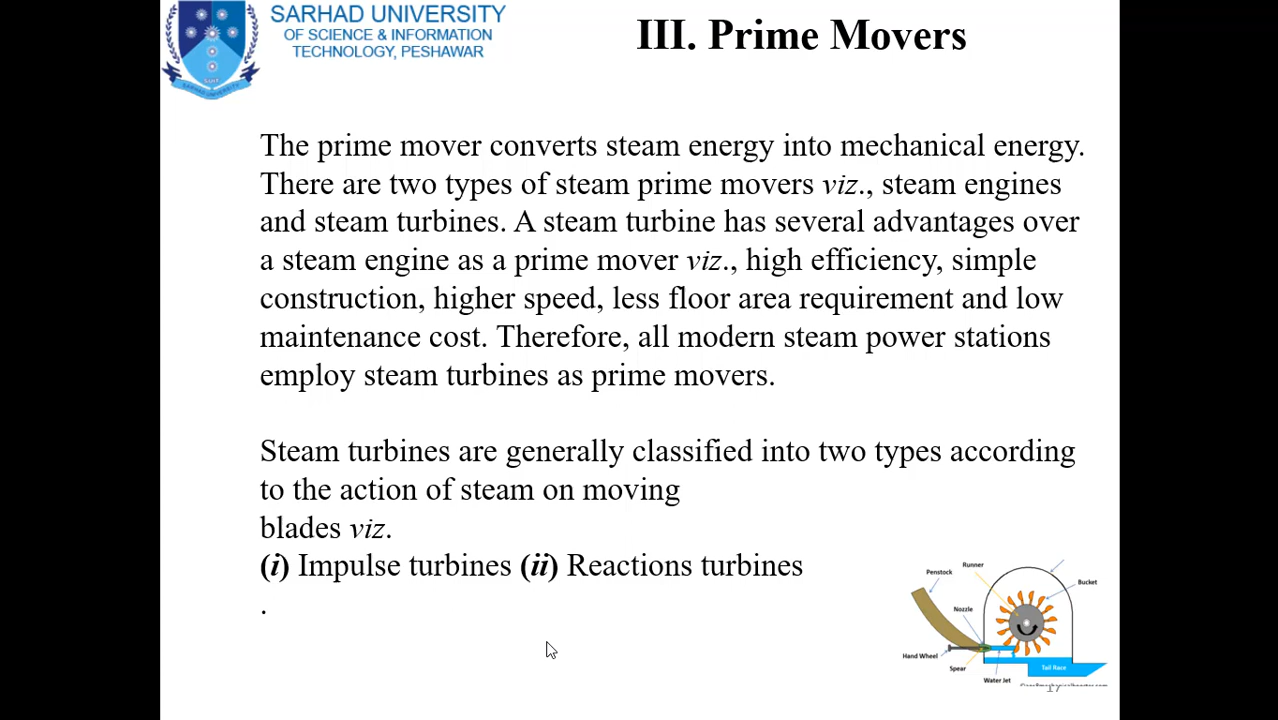 SARHAD UNIVERSITY
OF SCIENCE & INFORMATION
TECHNOLOGY, PESHAWAR
III. Prime Movers
The prime mover converts steam energy into mechanical energy.
There are two types of steam prime movers viz., steam engines
and steam turbines. A steam turbine has several advantages over
a steam engine as a prime mover viz., high efficiency, simple
construction, higher speed, less floor area requirement and low
maintenance cost. Therefore, all modern steam power stations
employ steam turbines as prime movers.
Steam turbines are generally classified into two types according
to the action of steam on moving
blades viz.
(i) Impulse turbines (ii) Reactions turbines
.
Penstock
Runner
Bucket
Nozzle
Hand Wheel
Spear
Water Jet
Tail Race
17